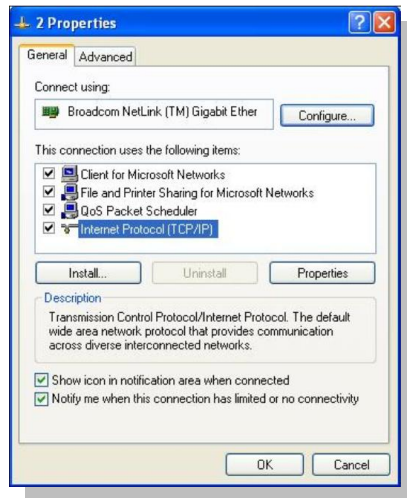 2 Properties
General Advanced
Connect using:
Broadcom NetLink (TM) Gigabit Ether
Configure...
This connection uses the following items:
Client for Microsoft Networks
File and Printer Sharing for Microsoft Networks
QoS Packet Scheduler
Internet Protocol (TCP/IP)
Install... Uninstall Properties
Description
Transmission Control Protocol/Internet Protocol. The default
wide area network protocol that provides communication
across diverse interconnected networks.
Show icon in notification area when connected
Notify me when this connection has limited or no connectivity
OK Cancel